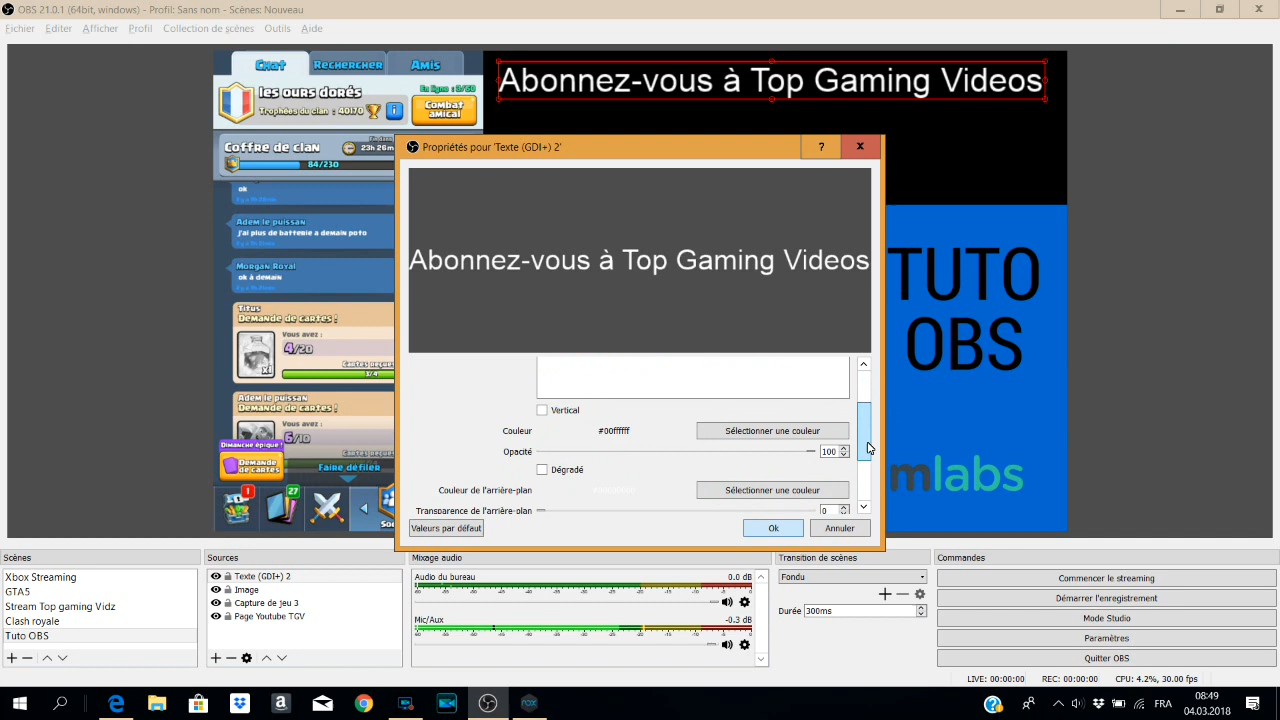 OBS 21.0.1 (64bit, windows) - Profil: Sans nom - Scènes: Nouveau
Fichier Editer Afficher Profil Collection de scènes Outils Aide
Chat Rechercher Amis
Abonnez-vous à Top Gaming Videos
les ours dorés
En ligne : 3/50
Trophées du clan : 40170
Combat amical
Coffre de clan
23h 26m
84/230
ok
Adem le puissan
j'ai plus de batterie a demain poto
Morgan Royal
ok à demain
Titus
Demande de cartes !
Vous avez :
4/20
x1
Adem le puissan
Demande de cartes !
Vous avez :
6/10
Dimanche épique !
Demande de cartes
Faire défiler
1
27
Propriétés pour 'Texte (GDI+) 2'
?
Abonnez-vous à Top Gaming Videos
Vertical
Couleur #00ffffff Sélectionner une couleur
Opacité 100
Dégradé
Couleur de l'arrière-plan Sélectionner une couleur
Transparence de l'arrière-plan 0
Valeurs par défaut Ok Annuler
TUTO
OBS
mlabs
Scènes
Xbox Streaming
GTA5
Stream Top gaming Vidz
Clash royale
Tuto OBS
Sources
Texte (GDI+) 2
Image
Capture de jeu 3
Page Youtube TGV
Mixage audio
Audio du bureau 0.0 dB
Mic/Aux -0.3 dB
Transition de scènes
Fondu
Durée 300ms
Commandes
Commencer le streaming
Démarrer l'enregistrement
Mode Studio
Paramètres
Quitter OBS
LIVE: 00:00:00 REC: 00:00:00 CPU: 4.2%, 30.00 fps
FRA
08:49
04.03.2018